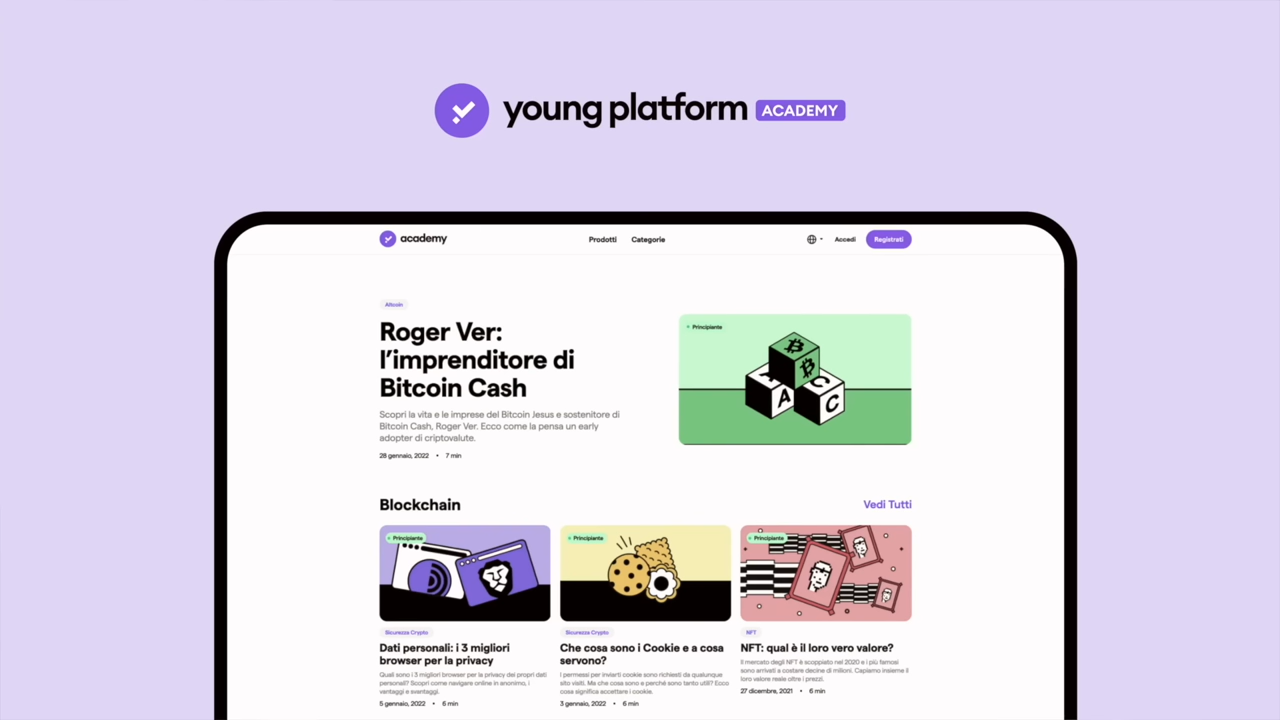 young platform ACADEMY
academy
Prodotti
Categorie
Accedi
Registrati
Altcoin
Roger Ver:
l'imprenditore di
Bitcoin Cash
Scopri la vita e le imprese del Bitcoin Jesus e sostenitore di
Bitcoin Cash, Roger Ver. Ecco come la pensa un early
adopter di criptovalute.
28 gennaio, 2022 • 7 min
Principiante
A
C
C
Blockchain
Vedi Tutti
Principiante
Sicurezza Crypto
Dati personali: i 3 migliori
browser per la privacy
Quali sono i 3 migliori browser per la privacy dei propri dati
personali? Scopri come navigare online in anonimo, i
vantaggi e svantaggi.
5 gennaio, 2022 • 6 min
Principiante
Sicurezza Crypto
Che cosa sono i Cookie e a cosa
servono?
I permessi per inviarti cookie sono richiesti da qualunque
sito visiti. Ma che cosa sono e perché sono tanto utili? Ecco
cosa significa accettare i cookie.
3 gennaio, 2022 • 6 min
Principiante
NFT
NFT: qual è il loro vero valore?
Il mercato degli NFT è scoppiato nel 2020 e i più famosi
sono arrivati a costare decine di milioni. Capiamo insieme il
loro valore reale oltre i prezzi.
27 dicembre, 2021 • 6 min